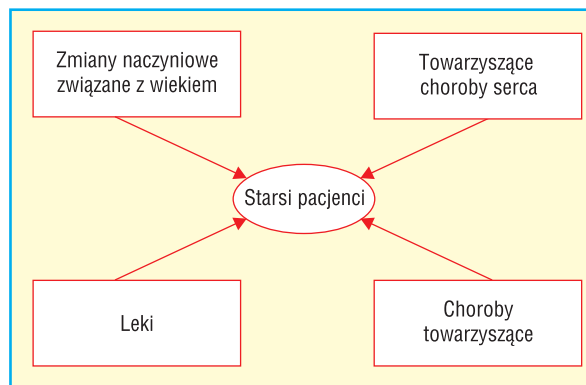 Zmiany naczyniowe
związane z wiekiem
Towarzyszące
choroby serca
Starsi pacjenci
Leki
Choroby
towarzyszące